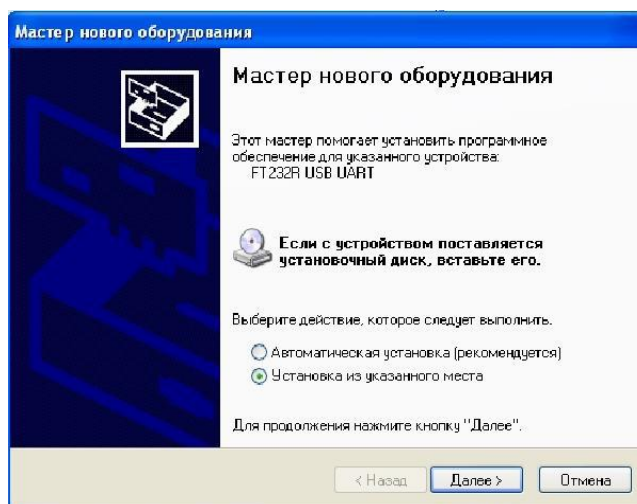 Мастер нового оборудования
Мастер нового оборудования
Этот мастер помогает установить программное
обеспечение для указанного устройства:
FT232R USB UART
Если с устройством поставляется
установочный диск, вставьте его.
Выберите действие, которое следует выполнить.
Автоматическая установка (рекомендуется)
Установка из указанного места
Для продолжения нажмите кнопку "Далее".
< Назад
Далее >
Отмена